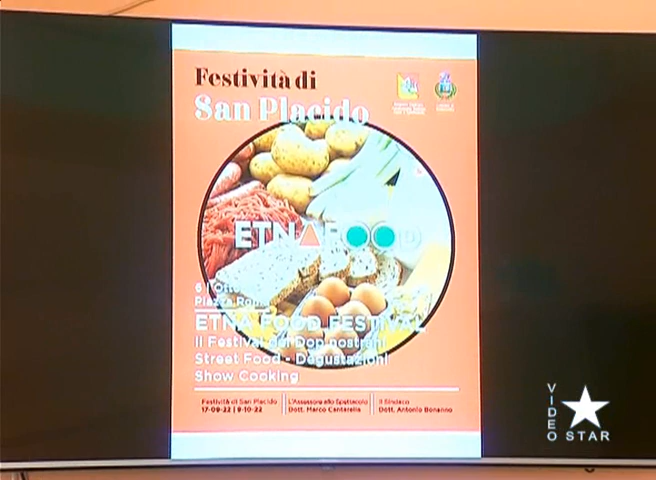 Festività di
San Placido
ETNA FOOD
Piazza Roma
ETNA FOOD FESTIVAL
Il Festival dei Dop nostrani
Street Food - Degustazioni
Show Cooking
Festività di San Placido
17-09-22 | 9-10-22
L'Assessore allo Spettacolo
Dott. Marco Cantarella
Il Sindaco
Dott. Antonio Bonanno
VIDEO
STAR